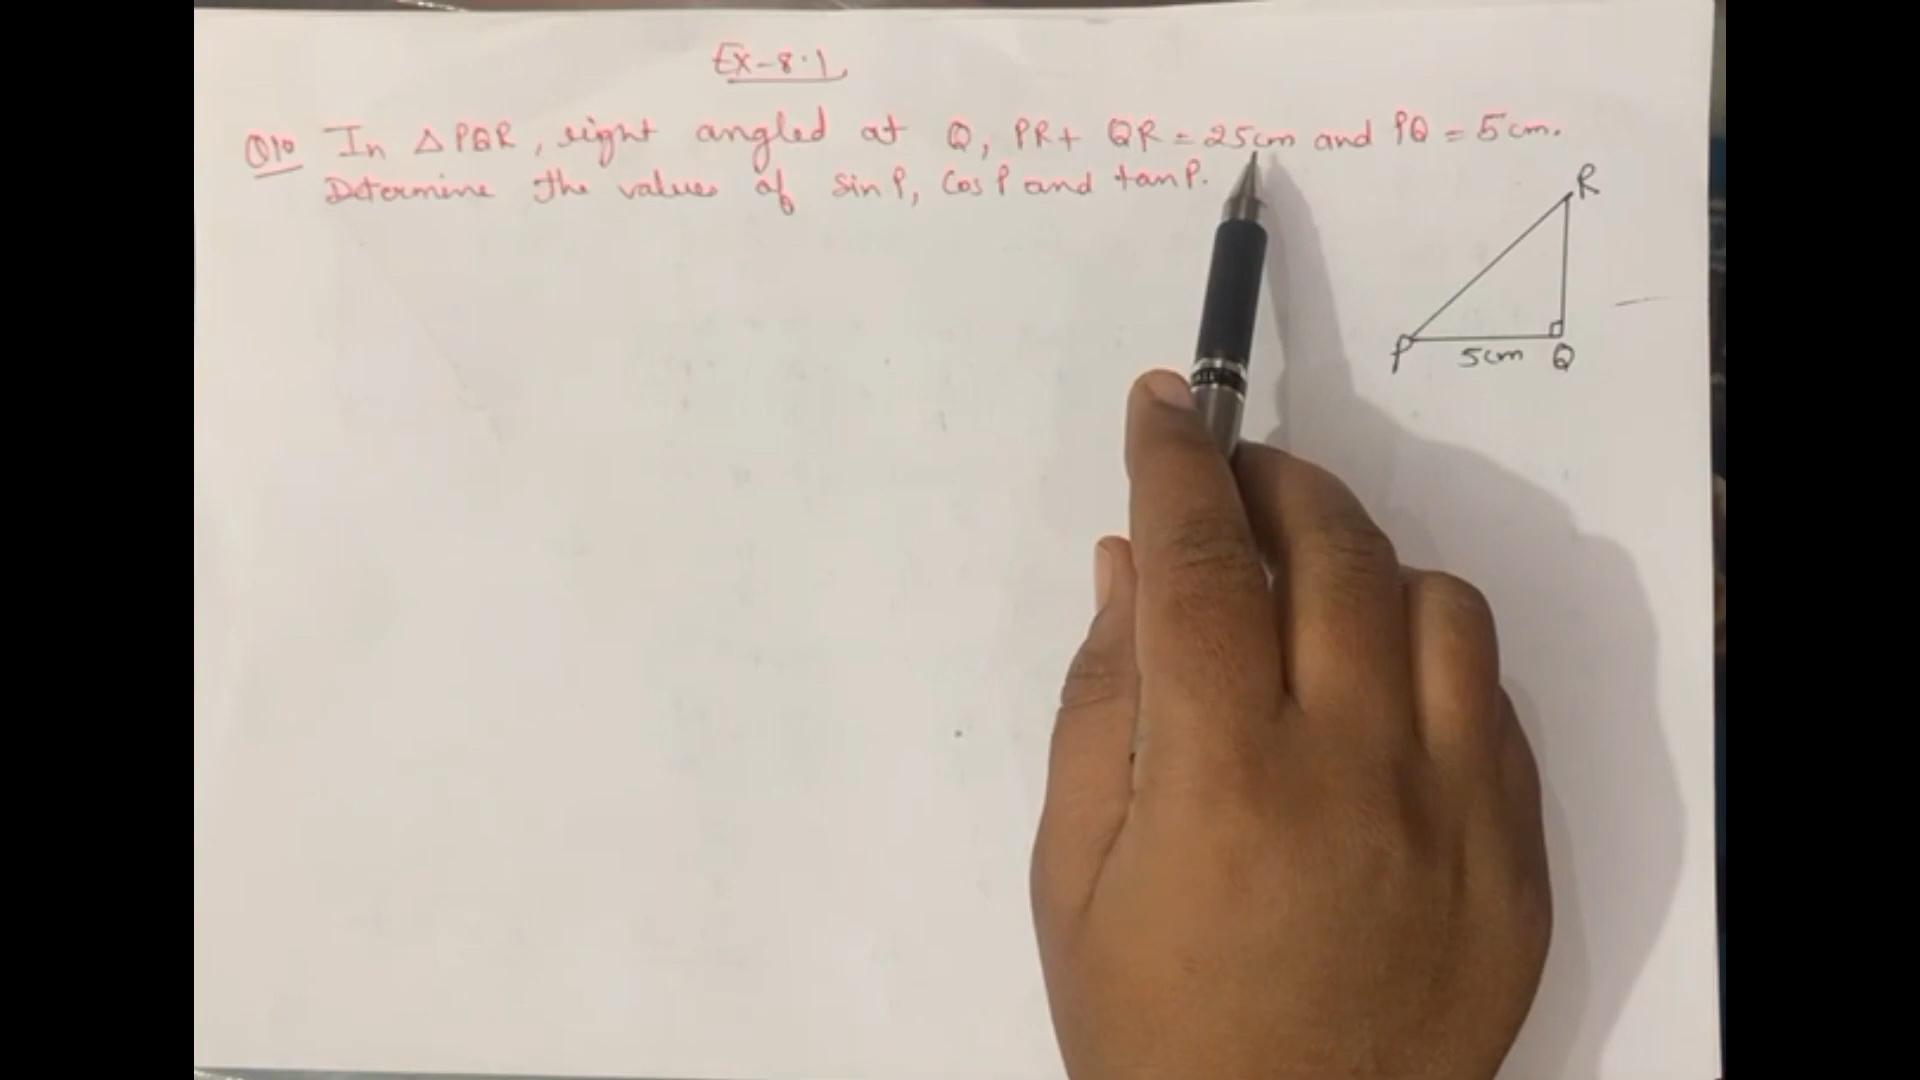 Ex-8.1
Q10 In △PQR, right angled at Q, PR+ QR = 25cm and PQ = 5cm.
Determine the values of sin P, Cos P and tan P.
R
P 5cm Q